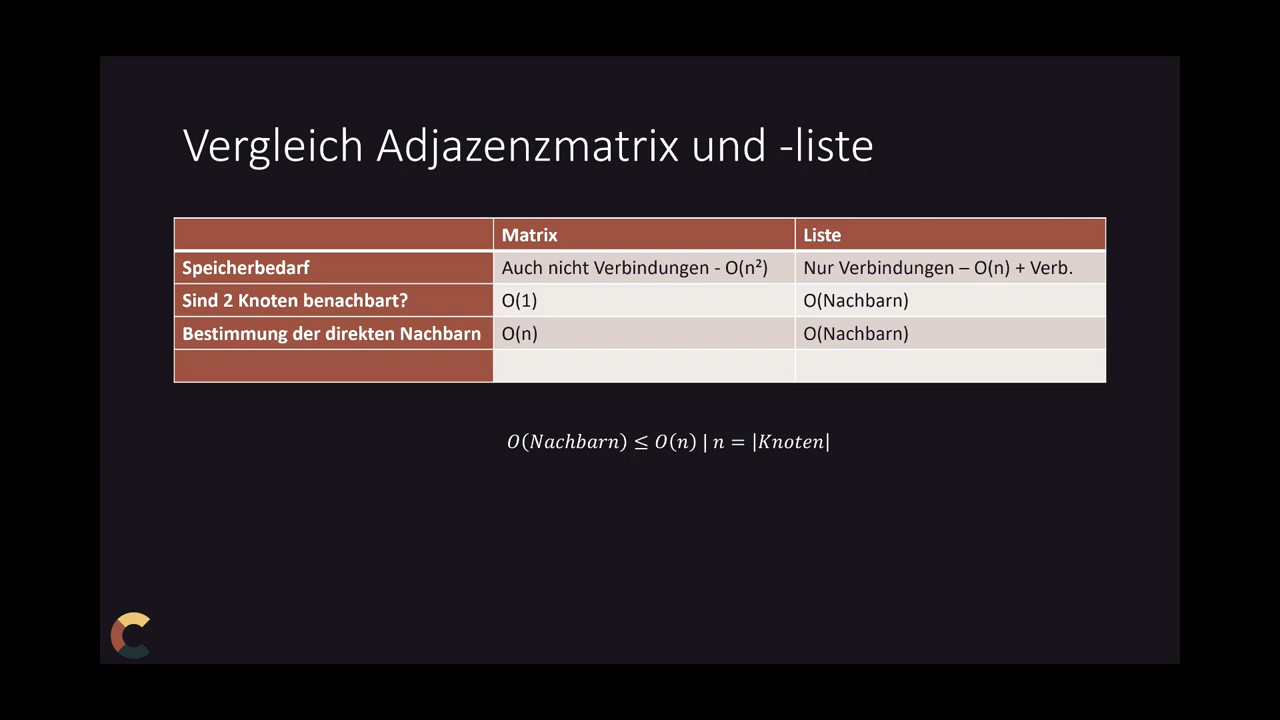 Vergleich Adjazenzmatrix und -liste
Matrix Liste
Speicherbedarf Auch nicht Verbindungen - O(n²) Nur Verbindungen – O(n) + Verb.
Sind 2 Knoten benachbart? O(1) O(Nachbarn)
Bestimmung der direkten Nachbarn O(n) O(Nachbarn)
O(Nachbarn) ≤ O(n) | n = |Knoten|